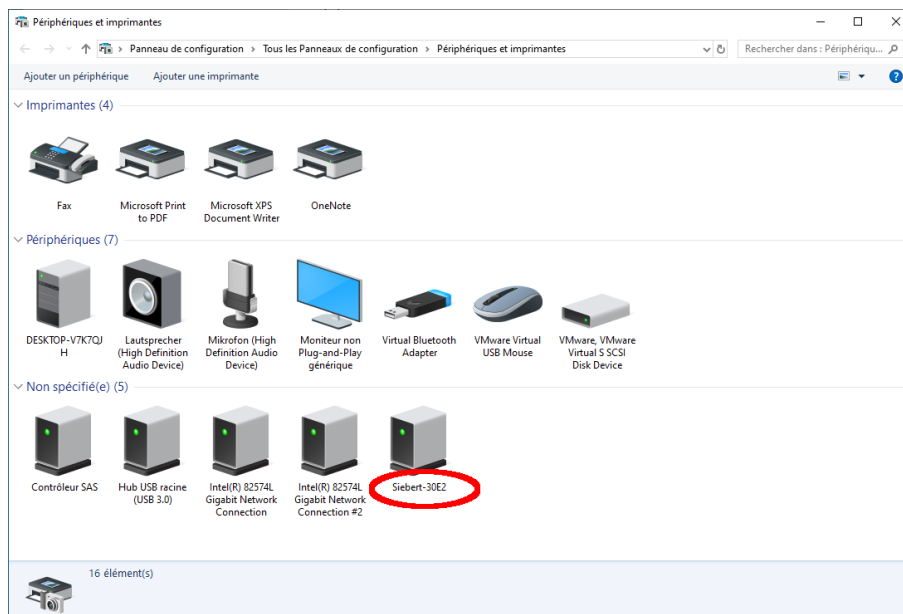 Périphériques et imprimantes
Panneau de configuration > Tous les Panneaux de configuration > Périphériques et imprimantes
Rechercher dans : Périphériqu...
Ajouter un périphérique Ajouter une imprimante
?
Imprimantes (4)
Fax
Microsoft Print
to PDF
Microsoft XPS
Document Writer
OneNote
Périphériques (7)
DESKTOP-V7K7QJ
H
Lautsprecher
(High Definition
Audio Device)
Mikrofon (High
Definition Audio
Device)
Moniteur non
Plug-and-Play
générique
Virtual Bluetooth
Adapter
VMware Virtual
USB Mouse
VMware, VMware
Virtual S SCSI
Disk Device
Non spécifié(e) (5)
Contrôleur SAS
Hub USB racine
(USB 3.0)
Intel(R) 82574L
Gigabit Network
Connection
Intel(R) 82574L
Gigabit Network
Connection #2
Siebert-30E2
16 élément(s)